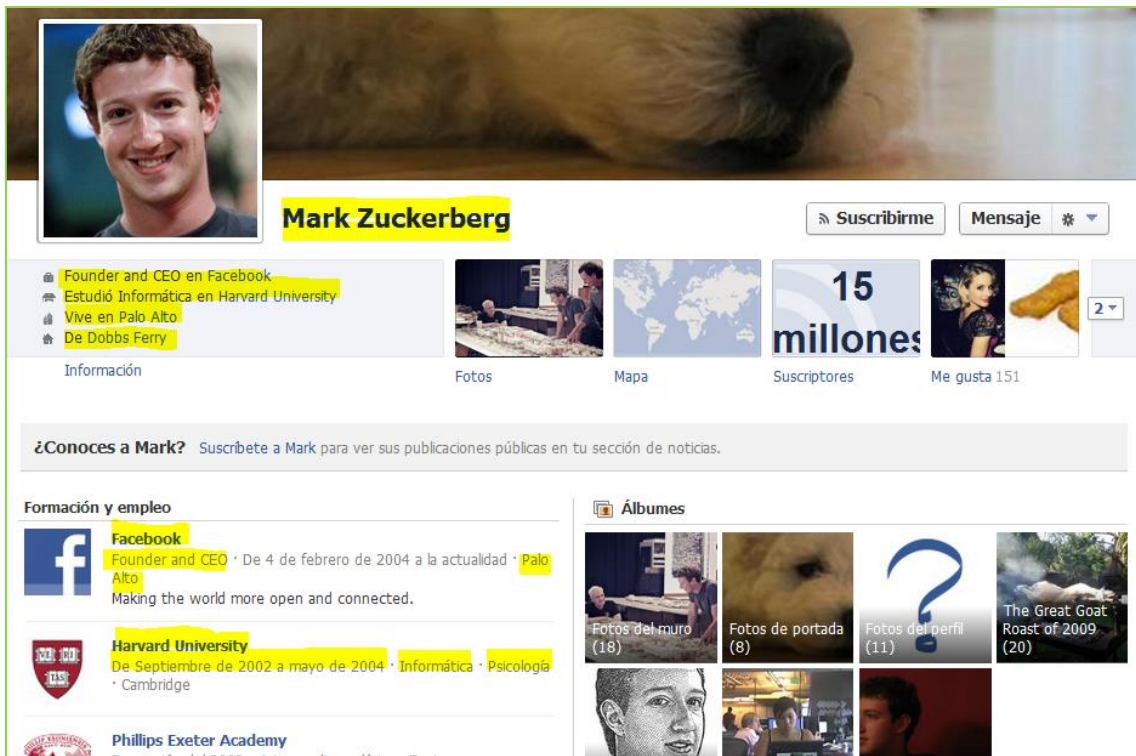 Mark Zuckerberg
Suscribirme
Mensaje
Founder and CEO en Facebook
Estudió Informática en Harvard University
Vive en Palo Alto
De Dobbs Ferry
Información
15
millones
2
Fotos
Mapa
Suscriptores
Me gusta 151
¿Conoces a Mark? Suscríbete a Mark para ver sus publicaciones públicas en tu sección de noticias.
Formación y empleo
Facebook
Founder and CEO · De 4 de febrero de 2004 a la actualidad · Palo
Alto
Making the world more open and connected.
Harvard University
De Septiembre de 2002 a mayo de 2004 · Informática · Psicología
· Cambridge
Phillips Exeter Academy
Álbumes
Fotos del muro
(18)
Fotos de portada
(8)
Fotos del perfil
(11)
The Great Goat
Roast of 2009
(20)